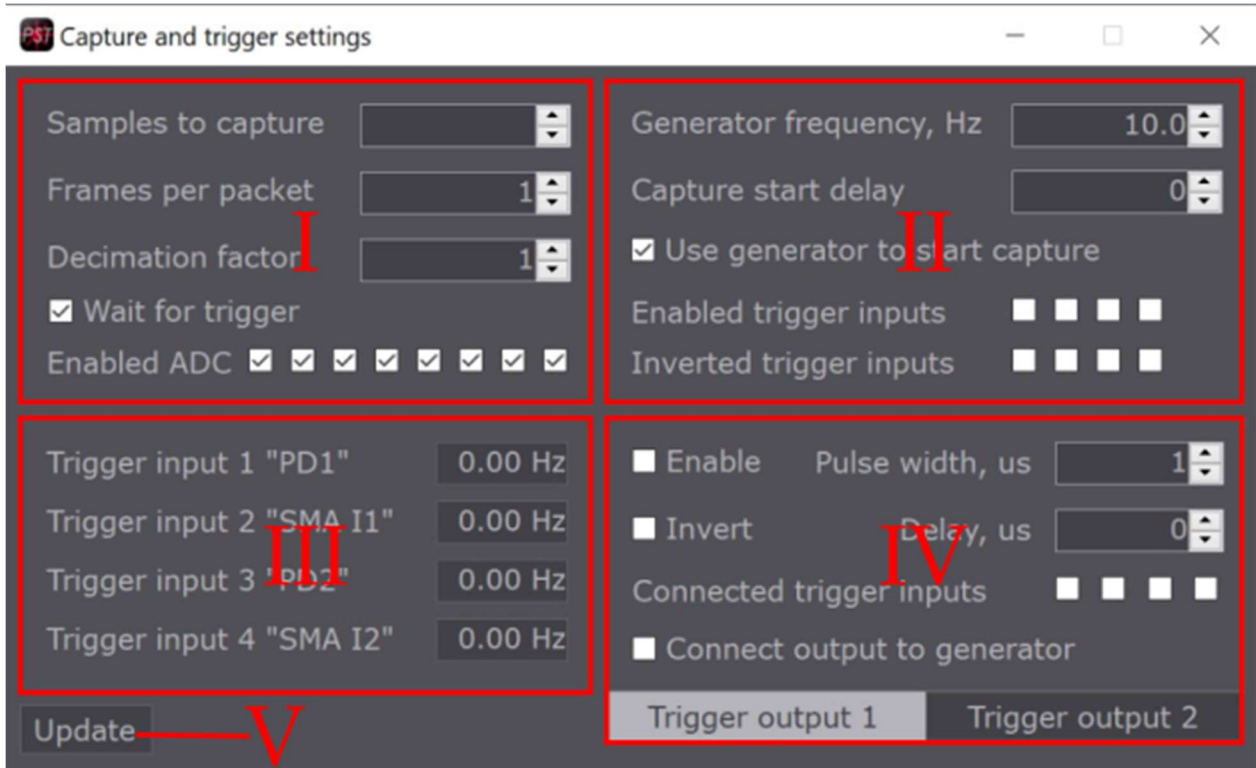 PST Capture and trigger settings
Samples to capture
Frames per packet 1
Decimation factor 1
Wait for trigger
Enabled ADC
I
Generator frequency, Hz 10.0
Capture start delay 0
Use generator to start capture
Enabled trigger inputs
Inverted trigger inputs
II
Trigger input 1 "PD1" 0.00 Hz
Trigger input 2 "SMA I1" 0.00 Hz
Trigger input 3 "PD2" 0.00 Hz
Trigger input 4 "SMA I2" 0.00 Hz
III
Enable Pulse width, us 1
Invert Delay, us 0
Connected trigger inputs
Connect output to generator
IV
Trigger output 1 Trigger output 2
Update V